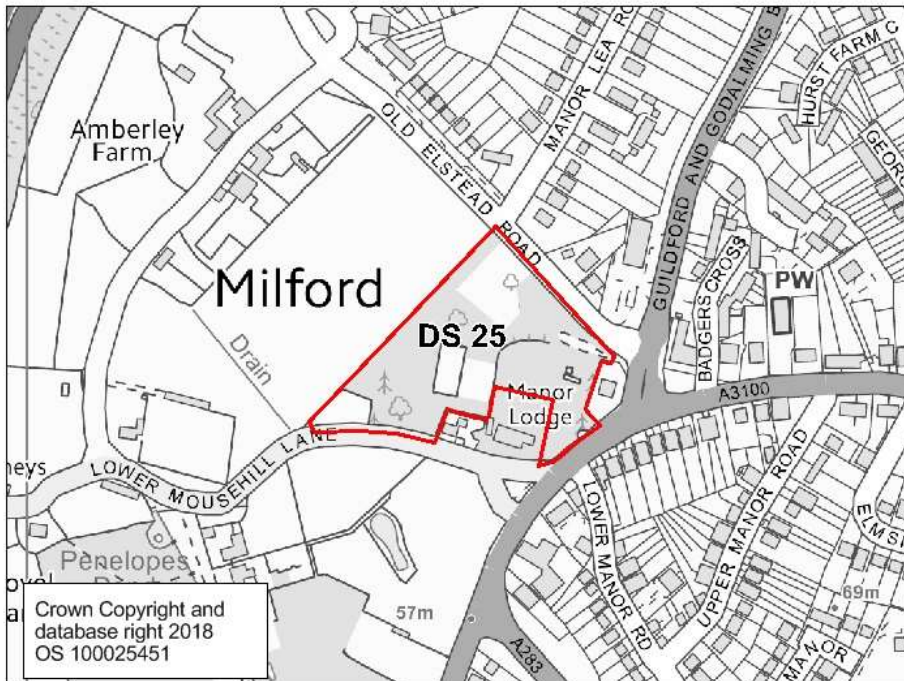 OLD ELSTEAD ROAD
MANOR LEA RO
GUILDFORD AND GODALMING B
HURST FARM C
GEORG
Amberley
Farm
Milford
DS 25
BADGERS CROSS
PW
Drain
Manor
Lodge
A3100
LOWER MOUSEHILL LANE
neys
LOWER MANOR RD
UPPER MANOR ROAD
ELMS
Penelopes
57m
69m
A283
MANOR
Crown Copyright and
database right 2018
OS 100025451